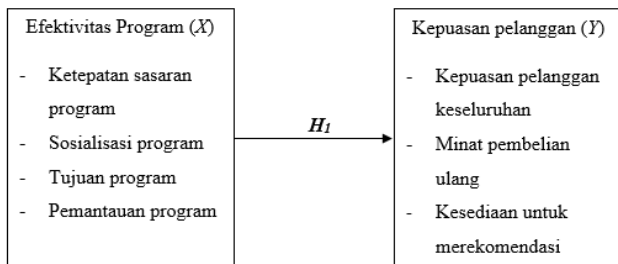 Efektivitas Program (X)
- Ketepatan sasaran
program
- Sosialisasi program
- Tujuan program
- Pemantauan program
H1
Kepuasan pelanggan (Y)
- Kepuasan pelanggan
keseluruhan
- Minat pembelian
ulang
- Kesediaan untuk
merekomendasi